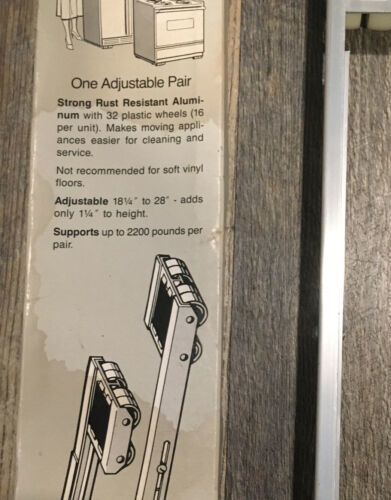 One Adjustable Pair
Strong Rust Resistant Alumi-
num with 32 plastic wheels (16
per unit). Makes moving appli-
ances easier for cleaning and
service.
Not recommended for soft vinyl
floors.
Adjustable 18¼" to 28" - adds
only 1¼" to height.
Supports up to 2200 pounds per
pair.